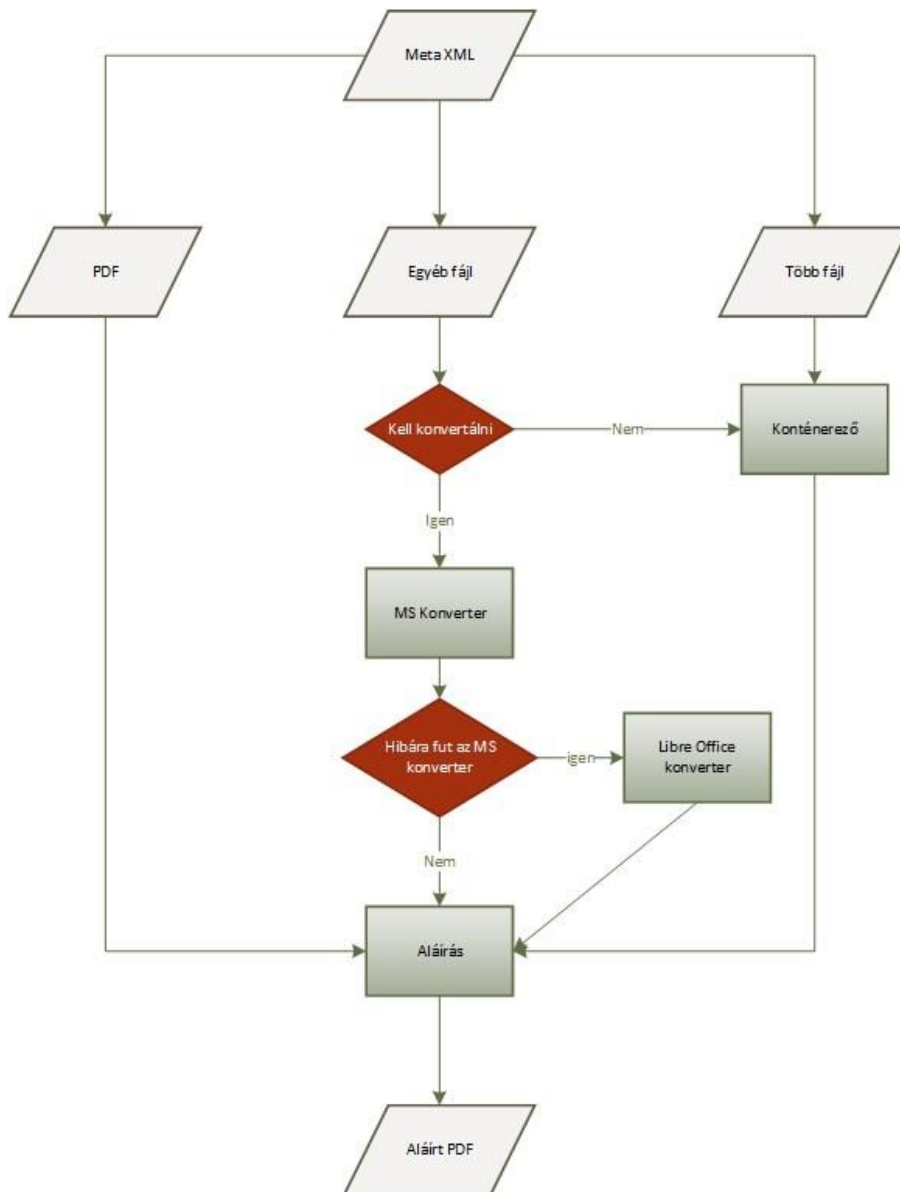 Meta XML
PDF
Egyéb fájl
Több fájl
Kell konvertálni
Nem
Konténerező
Igen
MS Konverter
Hibára fut az MS
konverter
igen
Libre Office
konverter
Nem
Aláírás
Aláírt PDF